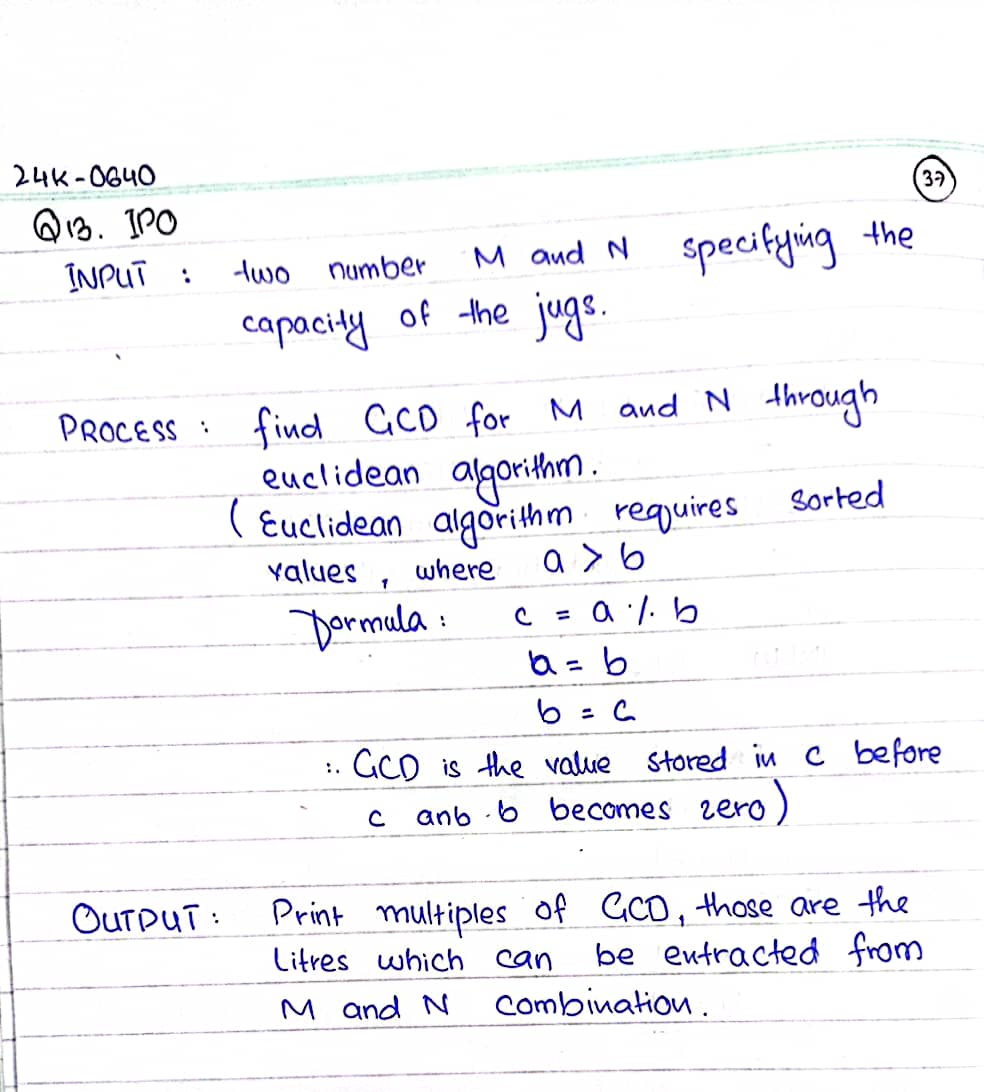 24K-0640
37
Q13. IPO
INPUT : two number M and N specifying the
capacity of the jugs.
PROCESS : find GCD for M and N through
euclidean algorithm.
( Euclidean algorithm requires sorted
values , where a > b
Formula : c = a % b
a = b
b = c
∴ GCD is the value stored in c before
c anb b becomes zero)
OUTPUT : Print multiples of GCD, those are the
Litres which can be extracted from
M and N combination.